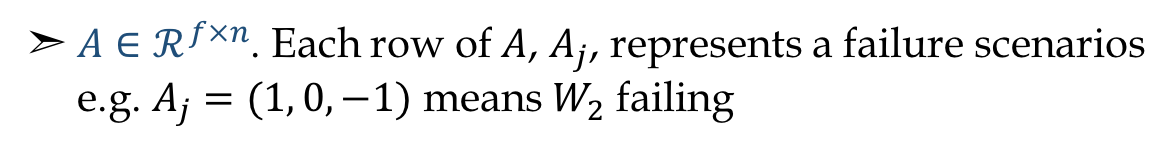 ➢ A ∈ ℛ^{f×n}. Each row of A, A_j, represents a failure scenarios
e.g. A_j = (1, 0, −1) means W_2 failing